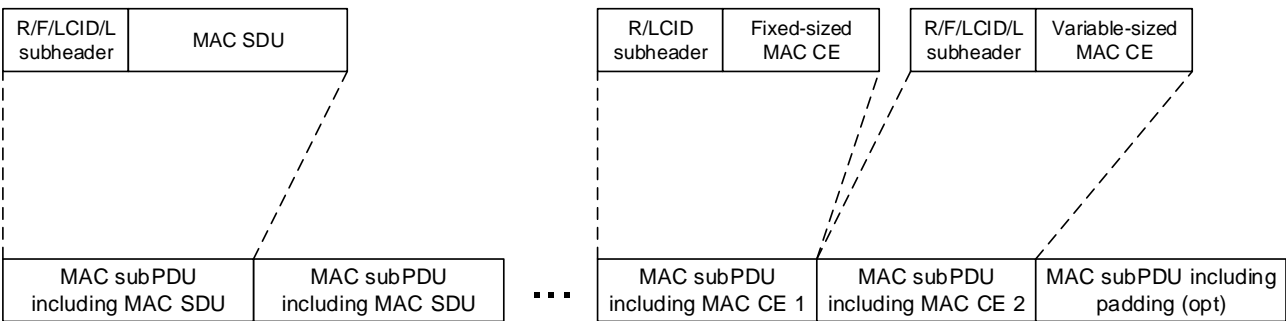 R/F/LCID/L
subheader
MAC SDU
R/LCID
subheader
Fixed-sized
MAC CE
R/F/LCID/L
subheader
Variable-sized
MAC CE
MAC subPDU
including MAC SDU
MAC subPDU
including MAC SDU
...
MAC subPDU
including MAC CE 1
MAC subPDU
including MAC CE 2
MAC subPDU including
padding (opt)